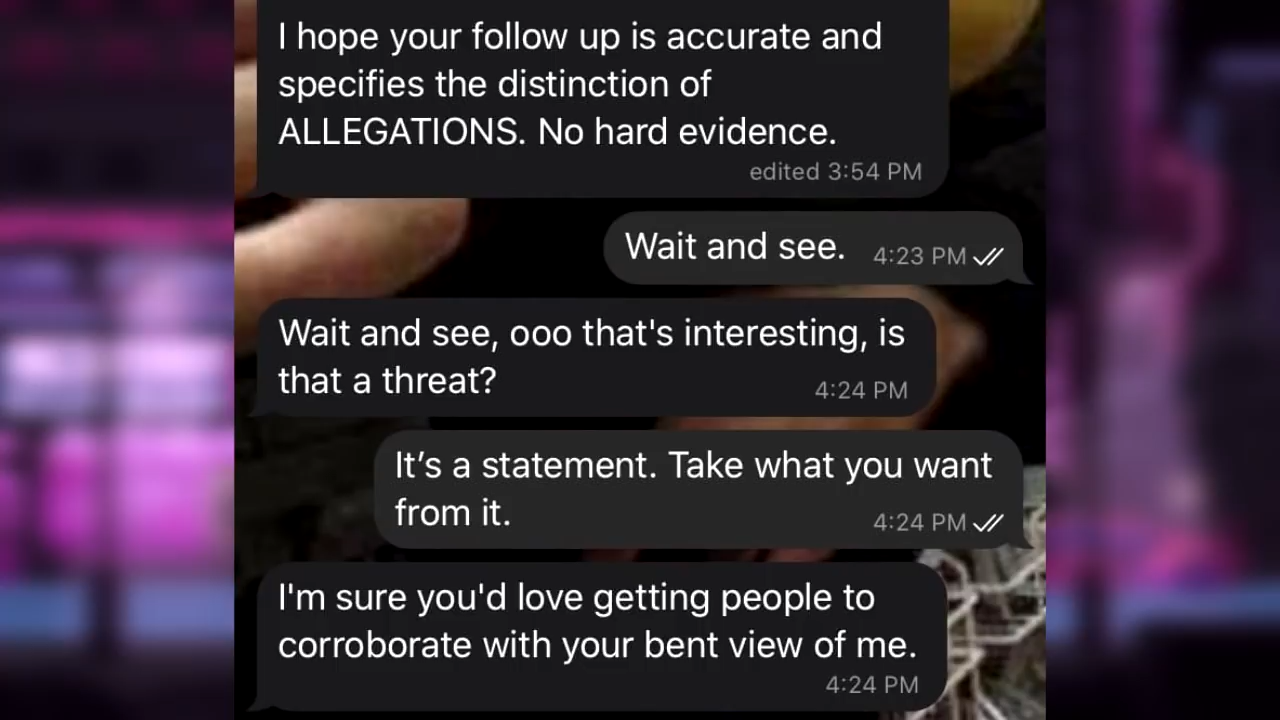 I hope your follow up is accurate and
specifies the distinction of
ALLEGATIONS. No hard evidence.
edited 3:54 PM
Wait and see. 4:23 PM
Wait and see, ooo that's interesting, is
that a threat? 4:24 PM
It’s a statement. Take what you want
from it. 4:24 PM
I'm sure you'd love getting people to
corroborate with your bent view of me.
4:24 PM